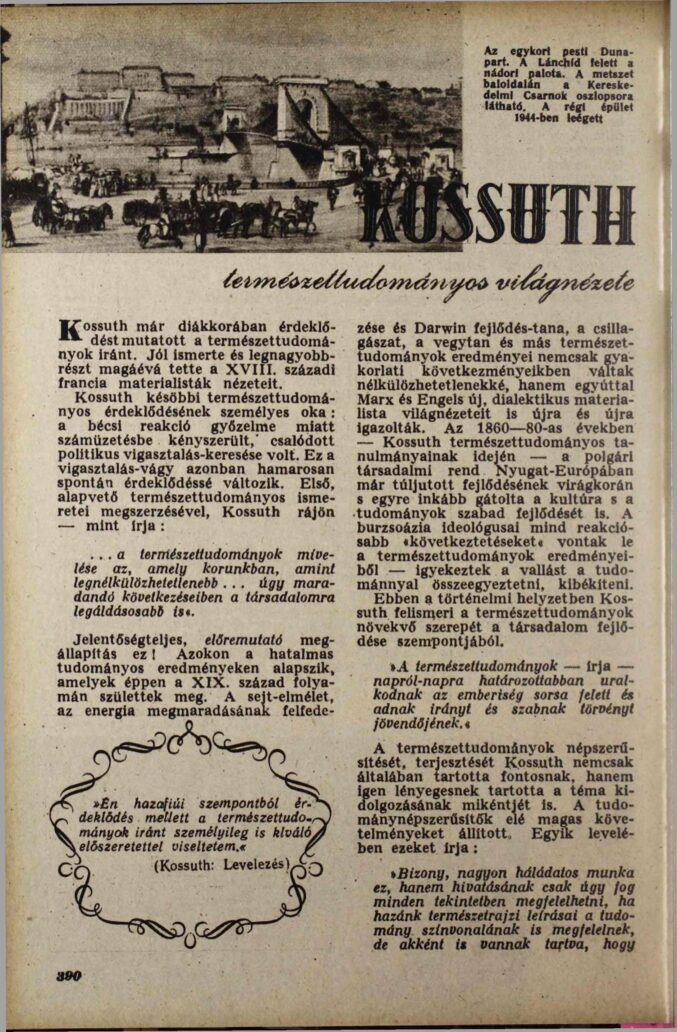 Az egykori pesti Duna-
part. A Lánchíd felett a
nádori palota. A metszet
baloldalán a Kereske-
delmi Csarnok oszlopsora
látható. A régi épület
1944-ben leégett
KOSSUTH
természettudományos világnézete
Kossuth már diákkorában érdeklő-
dést mutatott a természettudomá-
nyok iránt. Jól ismerte és legnagyobb-
részt magáévá tette a XVIII. századi
francia materialisták nézeteit.
Kossuth későbbi természettudomá-
nyos érdeklődésének személyes oka :
a bécsi reakció győzelme miatt
számüzetésbe kényszerült, csalódott
politikus vigasztalás-keresése volt. Ez a
vigasztalás-vágy azonban hamarosan
spontán érdeklődéssé változik. Első,
alapvető természettudományos isme-
retei megszerzésével, Kossuth rájön
— mint írja :
. . . a természettudományok míve-
lése az, amely korunkban, amint
legnélkülözhetetlenebb . . . úgy mara-
dandó következéseiben a társadalomra
legáldásosabb is«.
Jelentőségteljes, előremutató meg-
állapítás ez ! Azokon a hatalmas
tudományos eredményeken alapszik,
amelyek éppen a XIX. század folya-
mán születtek meg. A sejt-elmélet,
az energia megmaradásának felfede-
»Én hazafiúi szempontból ér-
deklődés mellett a természettudo-
mányok iránt személyileg is kiváló
előszeretettel viseltetem.«
(Kossuth: Levelezés)
390
zése és Darwin fejlődés-tana, a csilla-
gászat, a vegytan és más természet-
tudományok eredményei nemcsak gya-
korlati következményeikben váltak
nélkülözhetetlenekké, hanem egyúttal
Marx és Engels új, dialektikus materia-
lista világnézeteit is újra és újra
igazolták. Az 1860—80-as években
— Kossuth természettudományos ta-
nulmányainak idején — a polgári
társadalmi rend Nyugat-Európában
már túljutott fejlődésének virágkorán
s egyre inkább gátolta a kultúra s a
tudományok szabad fejlődését is. A
burzsoázia ideológusai mind reakció-
sabb «következtetéseket« vontak le
a természettudományok eredményei-
ből — igyekeztek a vallást a tudo-
mánnyal összeegyeztetni, kibékíteni.
Ebben a történelmi helyzetben Kos-
suth felismeri a természettudományok
növekvő szerepét a társadalom fejlő-
dése szempontjából.
»A természettudományok — írja —
napról-napra határozottabban ural-
kodnak az emberiség sorsa felett és
adnak irányt és szabnak törvényt
jövendőjének.«
A természettudományok népszerű-
sítését, terjesztését Kossuth nemcsak
általában tartotta fontosnak, hanem
igen lényegesnek tartotta a téma ki-
dolgozásának mikéntjét is. A tudo-
mánynépszerűsítők elé magas köve-
telményeket állított. Egyik levelé-
ben ezeket írja :
»Bizony, nagyon háládatos munka
ez, hanem hivatásának csak úgy fog
minden tekintetben megfelelhetni, ha
hazánk természetrajzi leírásai a tudo-
mány színvonalának is megfelelnek,
de akként is vannak tartva, hogy